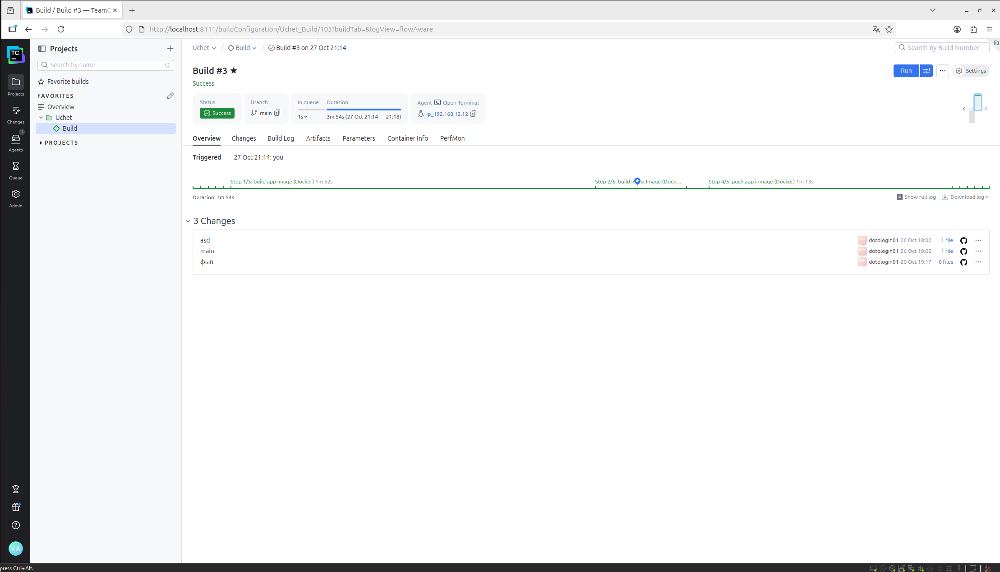 Build / Build #3 — TeamC
http://localhost:8111/buildConfiguration/Uchet_Build/103?buildTab=&logView=flowAware
TC
Projects
Changes
1
Agents
Queue
Admin
VA
Projects
Search by name
Q
Favorite builds
FAVORITES
Overview
Uchet
Build
PROJECTS
Uchet / Build / Build #3 on 27 Oct 21:14
Search by Build Number
Build #3
Run
Settings
Success
Status
Success
Branch
main
In queue
1s
Duration
3m 54s (27 Oct 21:14 — 21:18)
Agent Open Terminal
ip_192.168.12.12
Overview Changes Build Log Artifacts Parameters Container Info PerfMon
Triggered 27 Oct 21:14: you
Step 1/5: build app image (Docker) 1m 52s
Step 2/5: build nginx Image (Dock...
Step 4/5: push app inmage (Docker) 1m 13s
Duration: 3m 54s
Show full log
Download log
3 Changes
asd DO dotologin01 26 Oct 18:02 1 file
main DO dotologin01 26 Oct 18:02 1 file
фыв DO dotologin01 20 Oct 19:17 0 files
press Ctrl+Alt.